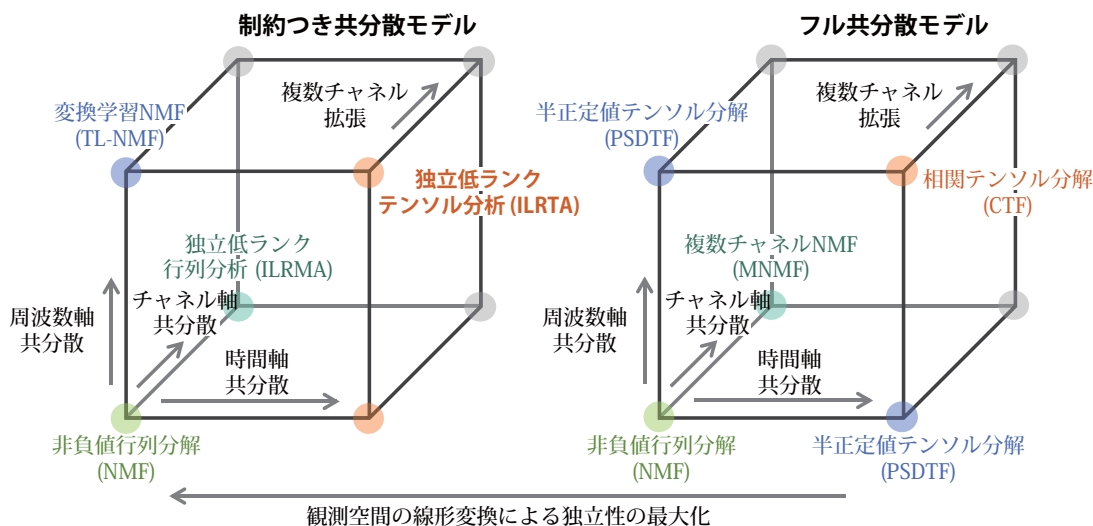 制約つき共分散モデル
複数チャネル
拡張
変換学習NMF
(TL-NMF)
独立低ランク
テンソル分析 (ILRTA)
独立低ランク
行列分析 (ILRMA)
チャネル軸
共分散
周波数軸
共分散
時間軸
共分散
非負値行列分解
(NMF)
フル共分散モデル
複数チャネル
拡張
半正定値テンソル分解
(PSDTF)
相関テンソル分解
(CTF)
複数チャネルNMF
(MNMF)
チャネル軸
共分散
周波数軸
共分散
時間軸
共分散
非負値行列分解
(NMF)
半正定値テンソル分解
(PSDTF)
観測空間の線形変換による独立性の最大化